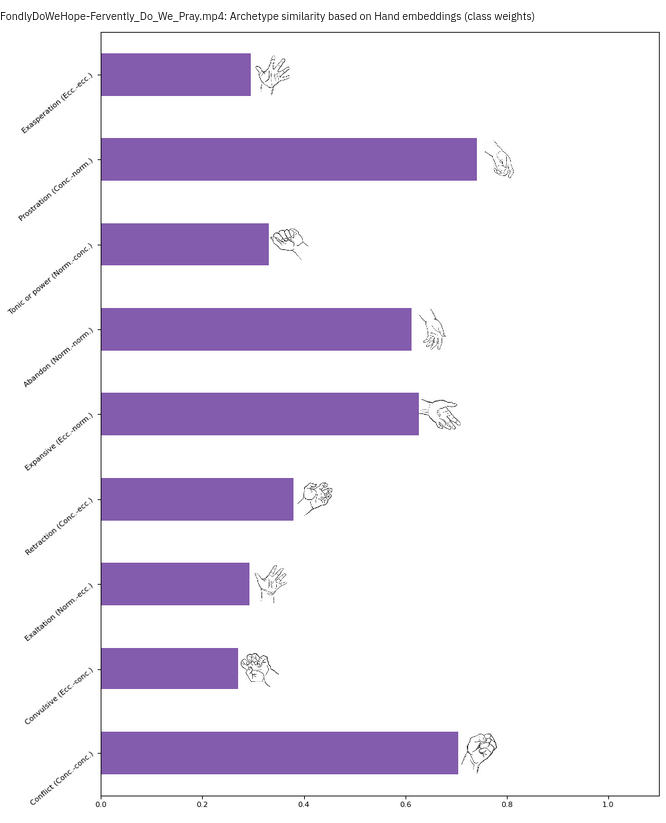 FondlyDoWeHope-Fervently_Do_We_Pray.mp4: Archetype similarity based on Hand embeddings (class weights)
Exasperation (Ecc.-ecc.)
Prostration (Conc.-norm.)
Tonic or power (Norm.-conc.)
Abandon (Norm.-norm.)
Expansive (Ecc.-norm.)
Retraction (Conc.-ecc.)
Exaltation (Norm.-ecc.)
Convulsive (Ecc.-conc.)
Conflict (Conc.-conc.)
0.0 0.2 0.4 0.6 0.8 1.0